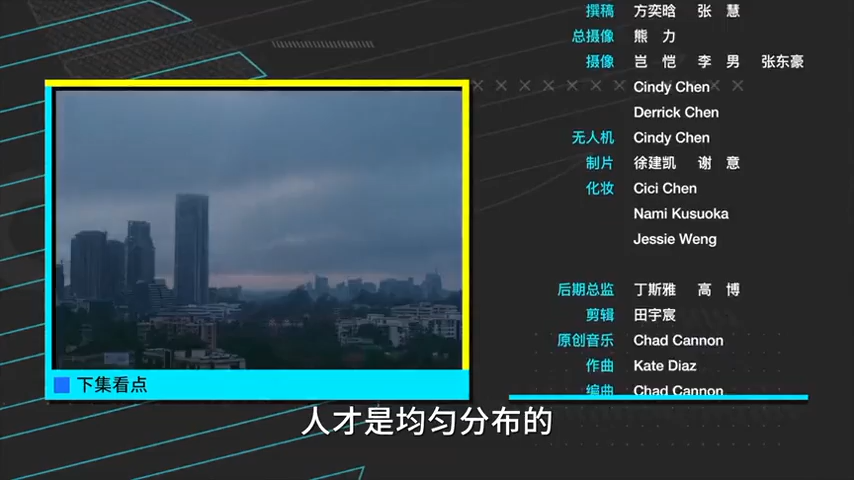 撰稿 方奕晗 张 慧
总摄像 熊 力
摄像 岂 恺 李 男 张东豪
Cindy Chen
Derrick Chen
无人机 Cindy Chen
制片 徐建凯 谢 意
化妆 Cici Chen
Nami Kusuoka
Jessie Weng
后期总监 丁斯雅 高 博
剪辑 田宇宸
原创音乐 Chad Cannon
作曲 Kate Diaz
编曲 Chad Cannon
下集看点
人才是均匀分布的